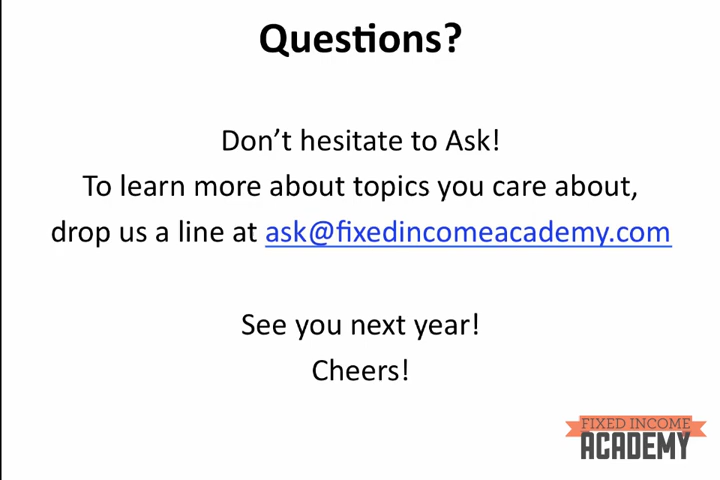 Questions?
Don't hesitate to Ask!
To learn more about topics you care about,
drop us a line at ask@fixedincomeacademy.com
See you next year!
Cheers!
FIXED INCOME
ACADEMY